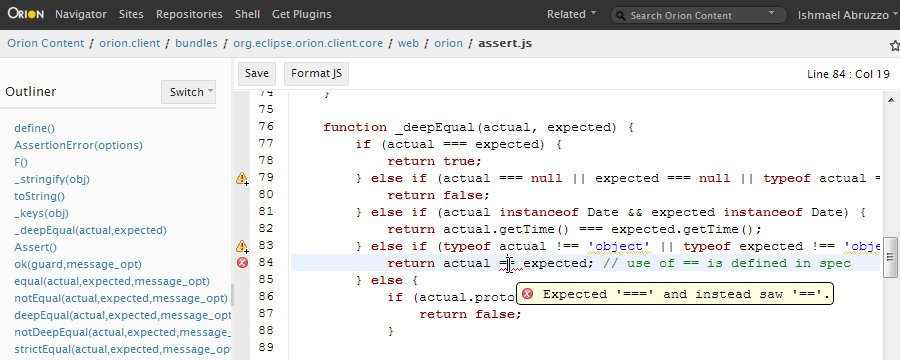 ORION Navigator Sites Repositories Shell Get Plugins Related Search Orion Content Ishmael Abruzzo
Orion Content / orion.client / bundles / org.eclipse.orion.client.core / web / orion / assert.js
Save Format JS Line 84 : Col 19
Outliner Switch
define()
AssertionError(options)
F()
_stringify(obj)
toString()
_keys(obj)
_deepEqual(actual,expected)
Assert()
ok(guard,message_opt)
equal(actual,expected,message_opt)
notEqual(actual,expected,message_opt)
deepEqual(actual,expected,message_opt)
notDeepEqual(actual,expected,message_
strictEqual(actual,expected,message_opt
74 }
75
76 function _deepEqual(actual, expected) {
77 if (actual === expected) {
78 return true;
79 } else if (actual === null || expected === null || typeof actual =
80 return false;
81 } else if (actual instanceof Date && expected instanceof Date) {
82 return actual.getTime() === expected.getTime();
83 } else if (typeof actual !== 'object' || typeof expected !== 'obje
84 return actual == expected; // use of == is defined in spec
85 } else {
86 if (actual.proto
87 return false;
88 }
89
Expected '===' and instead saw '=='.